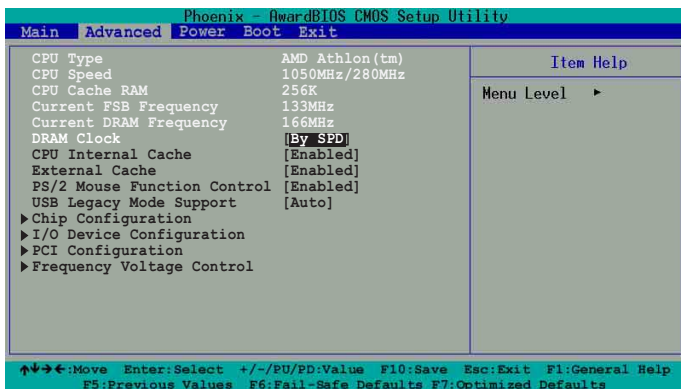 Phoenix - AwardBIOS CMOS Setup Utility
Main Advanced Power Boot Exit
CPU Type AMD Athlon(tm)
CPU Speed 1050MHz/280MHz
CPU Cache RAM 256K
Current FSB Frequency 133MHz
Current DRAM Frequency 166MHz
DRAM Clock [By SPD]
CPU Internal Cache [Enabled]
External Cache [Enabled]
PS/2 Mouse Function Control [Enabled]
USB Legacy Mode Support [Auto]
▶Chip Configuration
▶I/O Device Configuration
▶PCI Configuration
▶Frequency Voltage Control
Item Help
Menu Level ▶
↑↓→←:Move Enter:Select +/-/PU/PD:Value F10:Save Esc:Exit F1:General Help
F5:Previous Values F6:Fail-Safe Defaults F7:Optimized Defaults